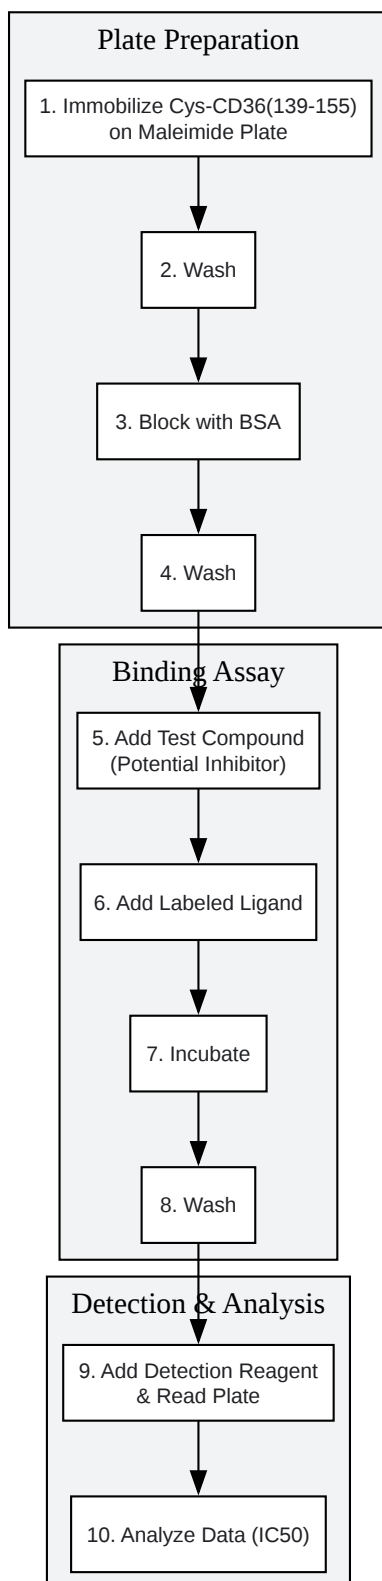 Plate Preparation
1. Immobilize Cys-CD36(139-155)
on Maleimide Plate
2. Wash
3. Block with BSA
4. Wash
Binding Assay
5. Add Test Compound
(Potential Inhibitor)
6. Add Labeled Ligand
7. Incubate
8. Wash
Detection & Analysis
9. Add Detection Reagent
& Read Plate
10. Analyze Data (IC50)